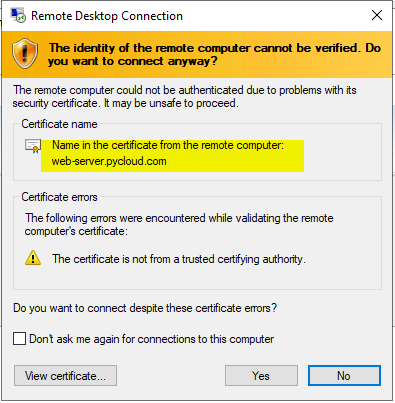 Remote Desktop Connection
The identity of the remote computer cannot be verified. Do
you want to connect anyway?
The remote computer could not be authenticated due to problems with its
security certificate. It may be unsafe to proceed.
Certificate name
Name in the certificate from the remote computer:
web-server.pycloud.com
Certificate errors
The following errors were encountered while validating the remote
computer's certificate:
The certificate is not from a trusted certifying authority.
Do you want to connect despite these certificate errors?
Don't ask me again for connections to this computer
View certificate...
Yes
No